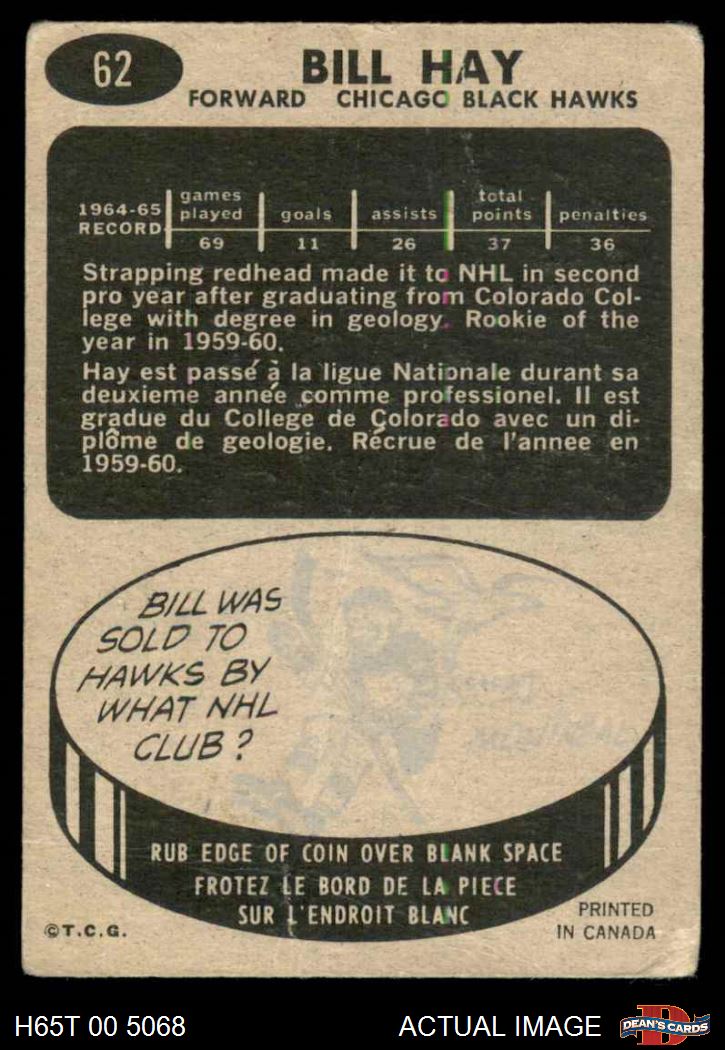 62
BILL HAY
FORWARD CHICAGO BLACK HAWKS
1964-65 RECORD games played goals assists total points penalties
69 11 26 37 36
Strapping redhead made it to NHL in second
pro year after graduating from Colorado Col-
lege with degree in geology. Rookie of the
year in 1959-60.
Hay est passé à la ligue Nationale durant sa
deuxieme année comme professionel. Il est
gradue du College de Colorado avec un di-
plôme de geologie. Récrue de l'annee en
1959-60.
BILL WAS
SOLD TO
HAWKS BY
WHAT NHL
CLUB?
RUB EDGE OF COIN OVER BLANK SPACE
FROTEZ LE BORD DE LA PIECE
SUR L'ENDROIT BLANC
©T.C.G.
PRINTED
IN CANADA
H65T 00 5068
ACTUAL IMAGE
DEAN'S CARDS